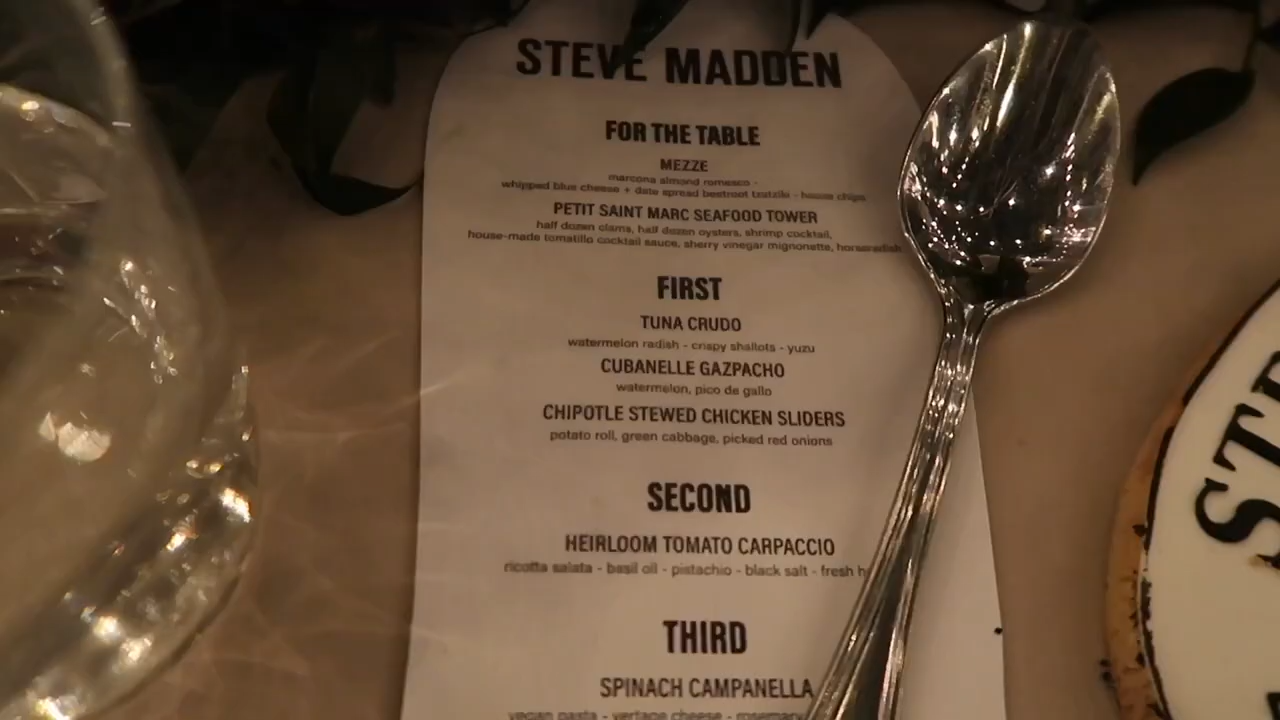 STEVE MADDEN
FOR THE TABLE
MEZZE
marcona almond romesco -
whipped blue cheese + date spread beetroot tzatziki - house chips
PETIT SAINT MARC SEAFOOD TOWER
half dozen clams, half dozen oysters, shrimp cocktail,
house-made tomatillo cocktail sauce, sherry vinegar mignonette, horseradish
FIRST
TUNA CRUDO
watermelon radish - crispy shallots - yuzu
CUBANELLE GAZPACHO
watermelon, pico de gallo
CHIPOTLE STEWED CHICKEN SLIDERS
potato roll, green cabbage, picked red onions
SECOND
HEIRLOOM TOMATO CARPACCIO
ricotta salata - basil oil - pistachio - black salt - fresh
THIRD
SPINACH CAMPANELLA
vegan pasta - vertage cheese - rosemary
STE